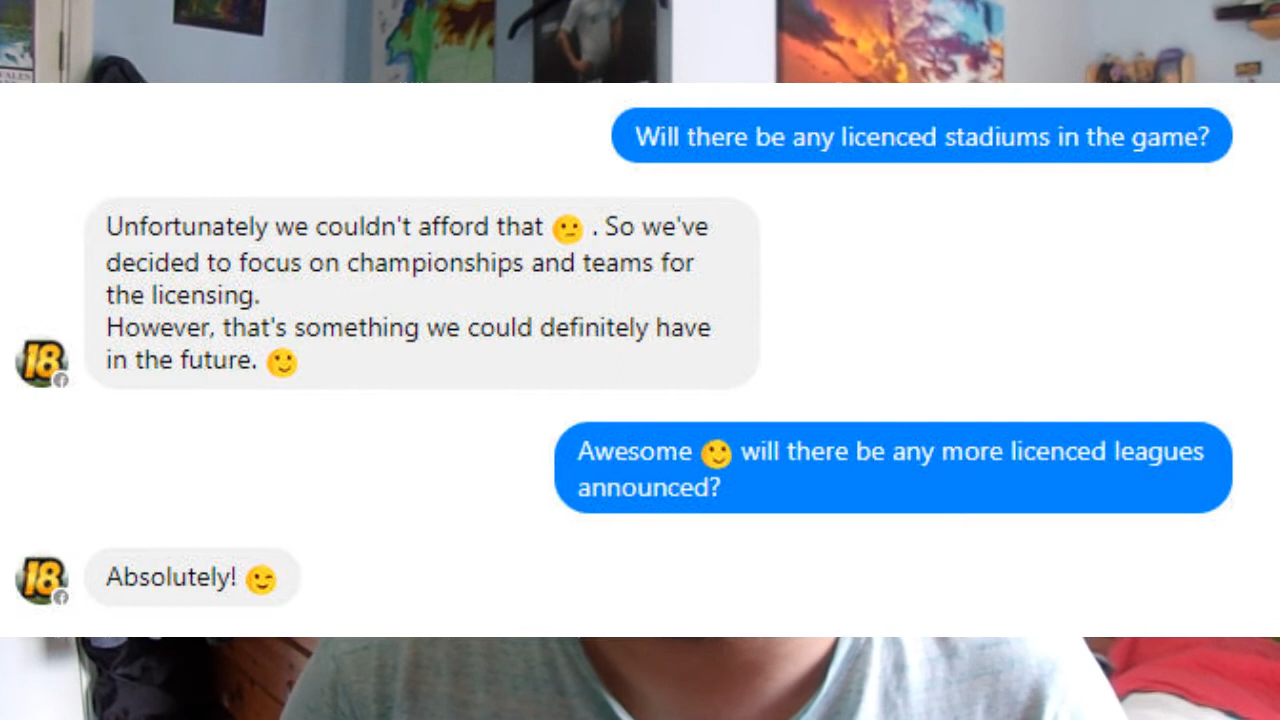 WALES
Will there be any licenced stadiums in the game?
Unfortunately we couldn't afford that 😐 . So we've
decided to focus on championships and teams for
the licensing.
However, that's something we could definitely have
in the future. 🙂
18
Awesome 🙂 will there be any more licenced leagues
announced?
Absolutely! 😉
18